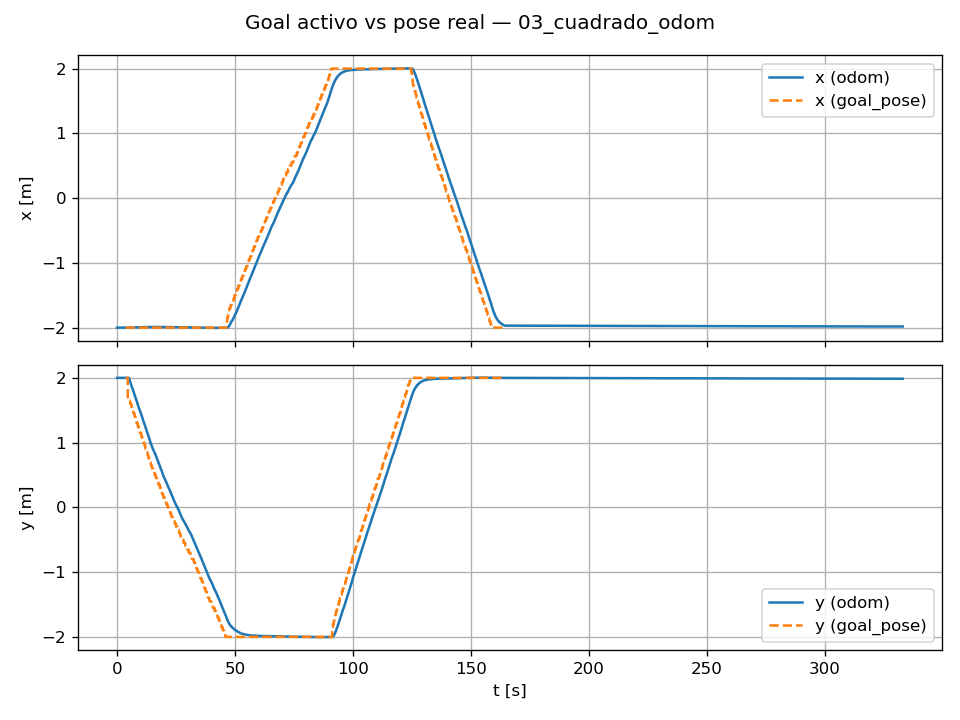 Goal activo vs pose real — 03_cuadrado_odom
2
1
0
−1
−2
x [m]
x (odom)
x (goal_pose)
2
1
0
−1
−2
y [m]
y (odom)
y (goal_pose)
0 50 100 150 200 250 300
t [s]